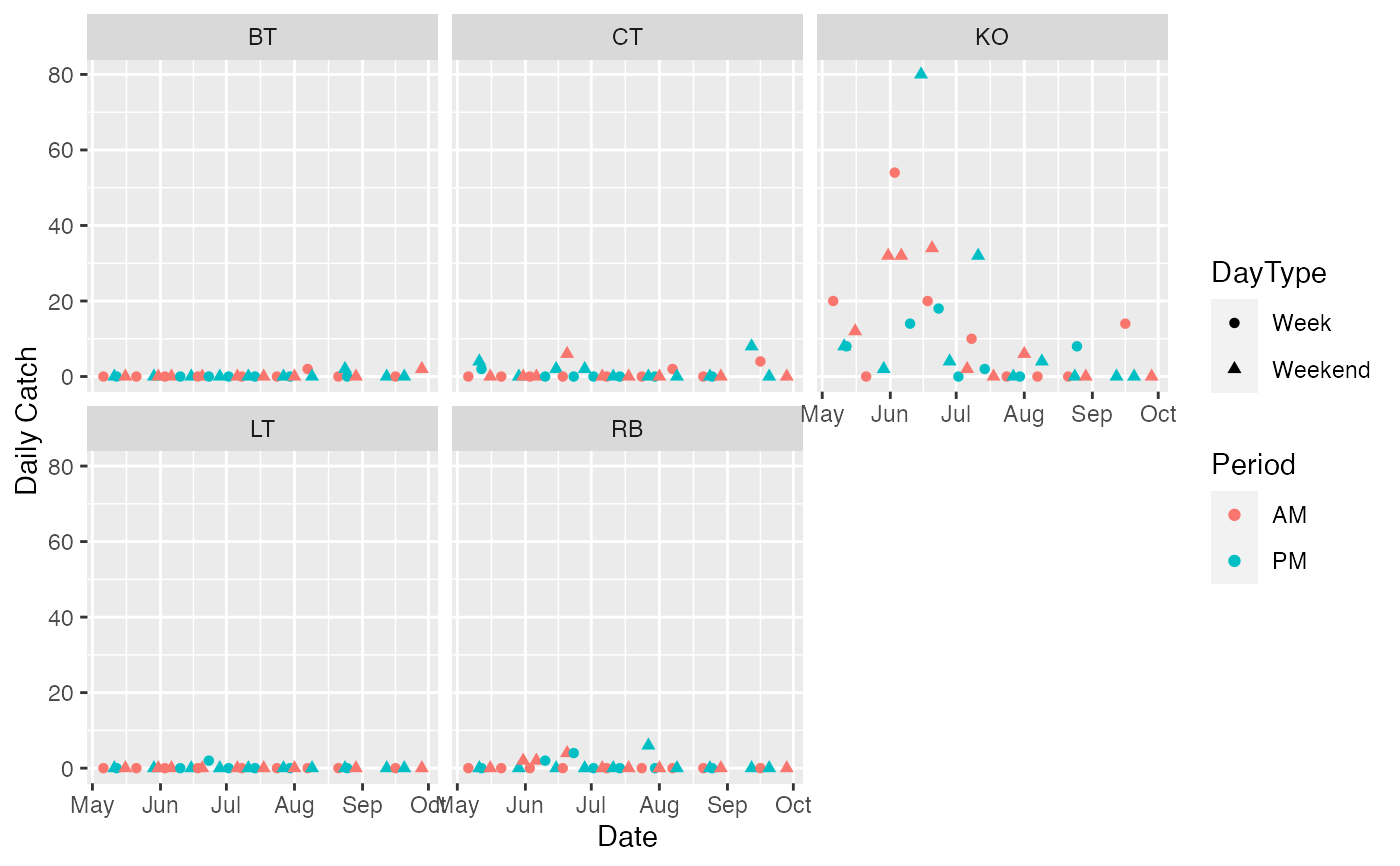 BT CT KO
80
60
40
20
0
May Jun Jul Aug Sep Oct
LT RB
80
60
40
20
0
May Jun Jul Aug Sep Oct May Jun Jul Aug Sep Oct
Date
Daily Catch
DayType
Week
Weekend
Period
AM
PM